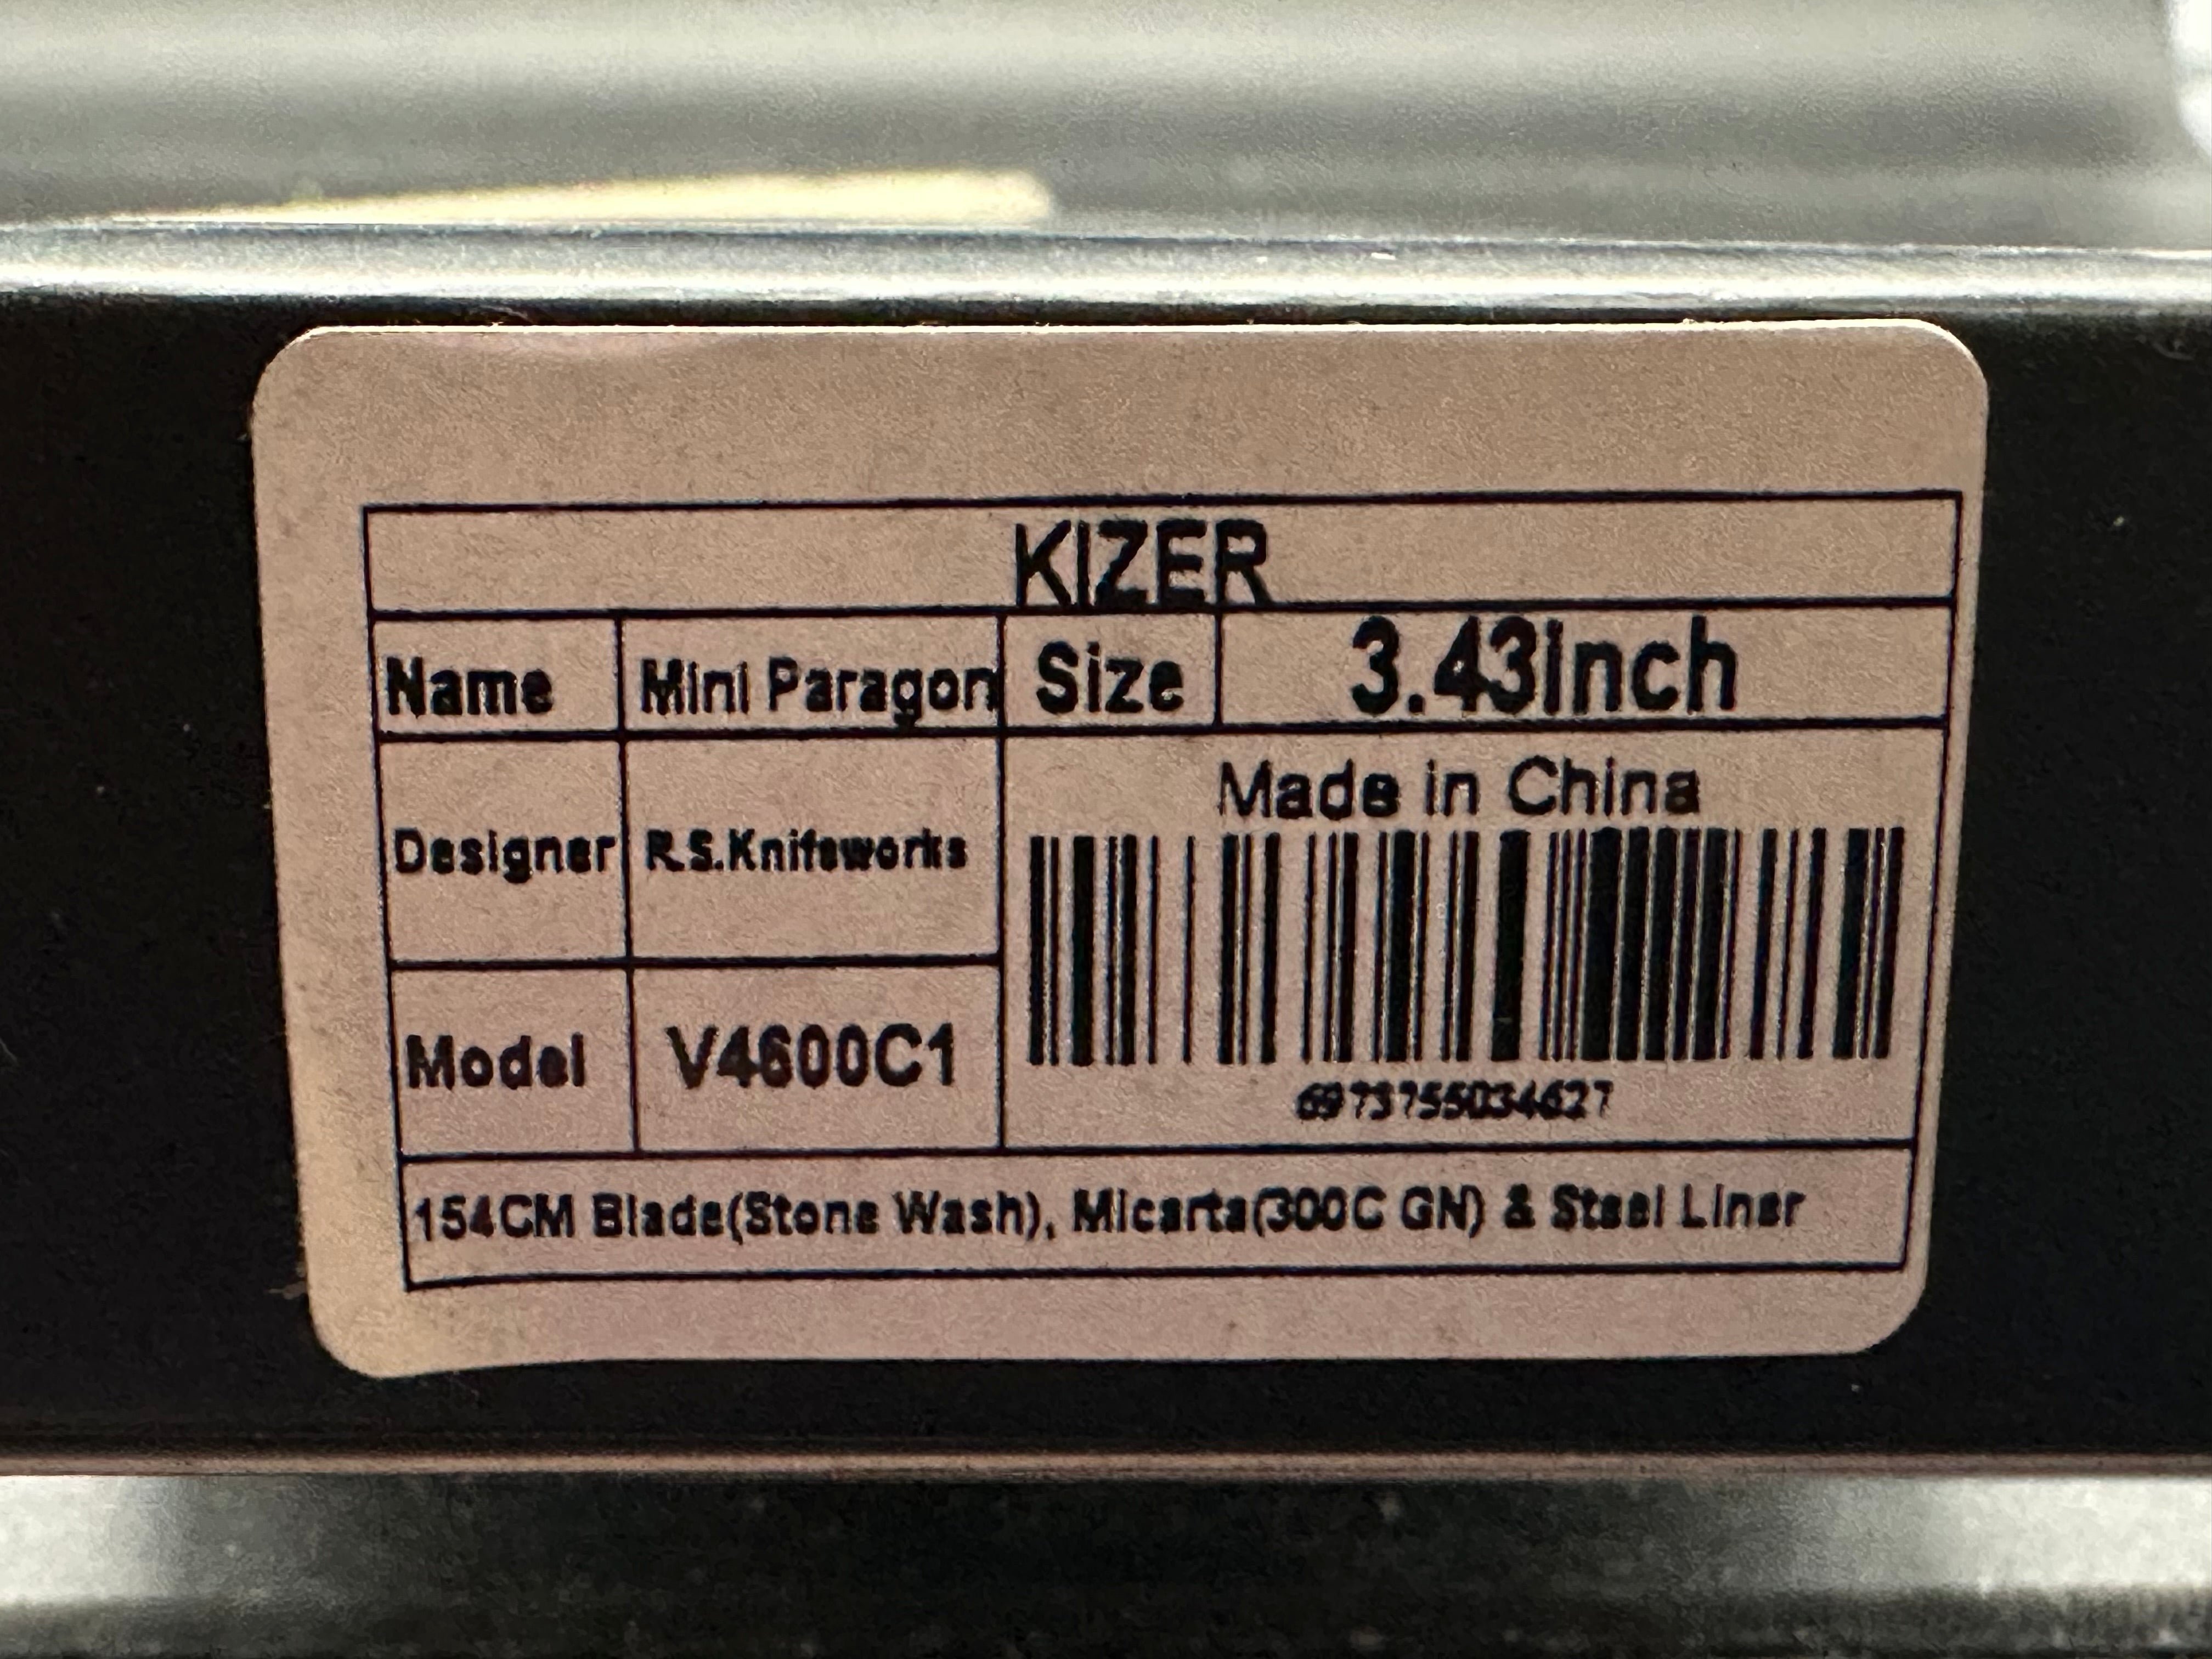 KIZER
Name Mini Paragon Size 3.43inch
Made in China
Designer R.S.Knifeworks
Model V4600C1
6973755034627
154CM Blade(Stone Wash), Micarta(300C GN) & Steel Liner